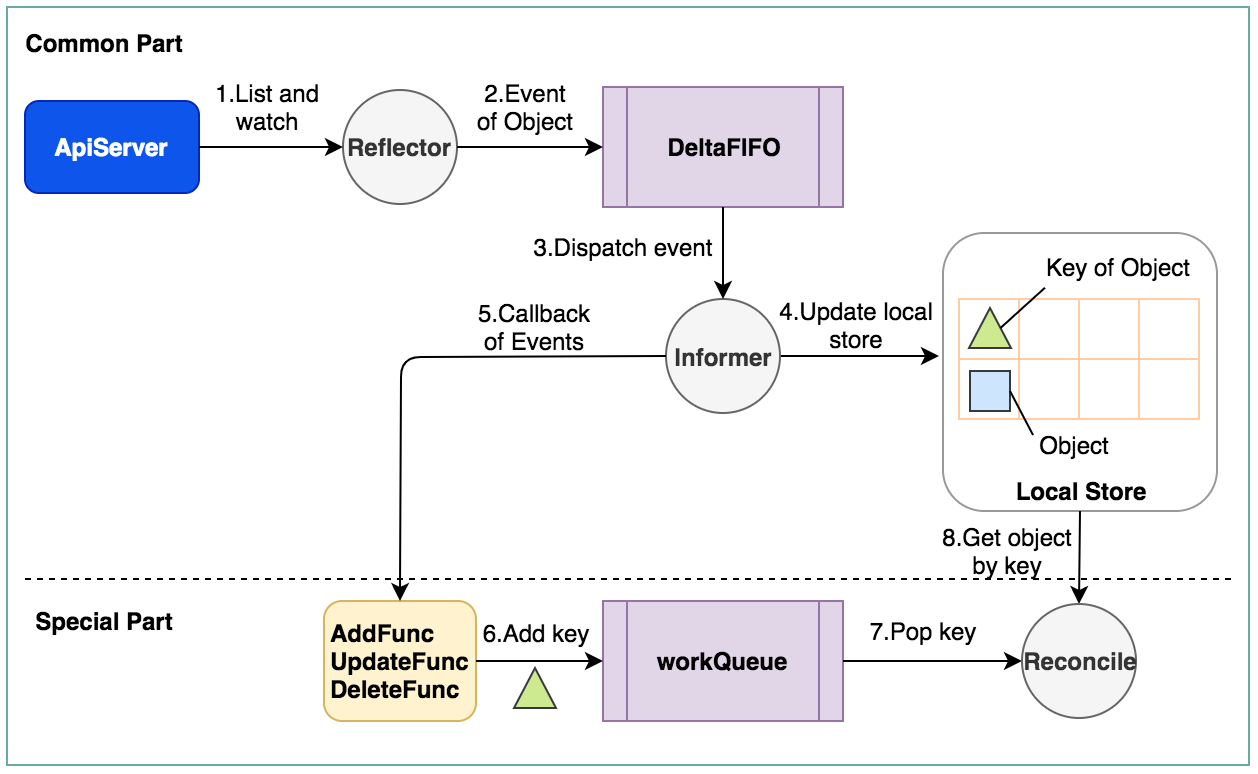 Common Part
1.List and
watch
2.Event
of Object
ApiServer
Reflector
DeltaFIFO
3.Dispatch event
Key of Object
5.Callback
of Events
4.Update local
store
Informer
Object
Local Store
8.Get object
by key
Special Part
AddFunc
UpdateFunc
DeleteFunc
6.Add key
workQueue
7.Pop key
Reconcile